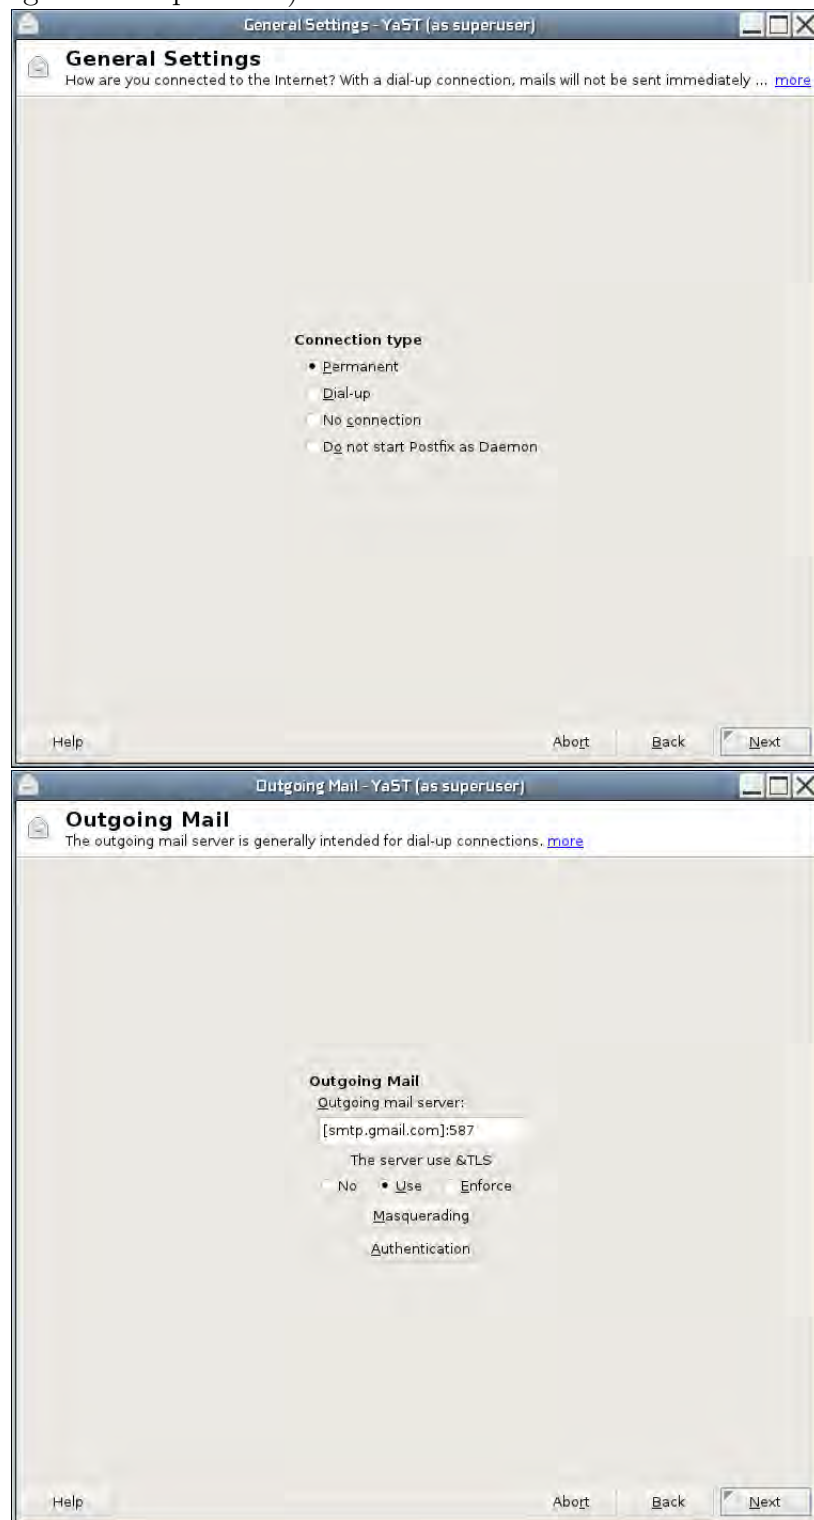 General Settings - YaST (as superuser)
General Settings
How are you connected to the Internet? With a dial-up connection, mails will not be sent immediately ... more
Connection type
Permanent
Dial-up
No connection
Do not start Postfix as Daemon
Help Abort Back Next
Outgoing Mail - YaST (as superuser)
Outgoing Mail
The outgoing mail server is generally intended for dial-up connections. more
Outgoing Mail
Outgoing mail server:
[smtp.gmail.com]:587
The server use &TLS
No Use Enforce
Masquerading
Authentication
Help Abort Back Next